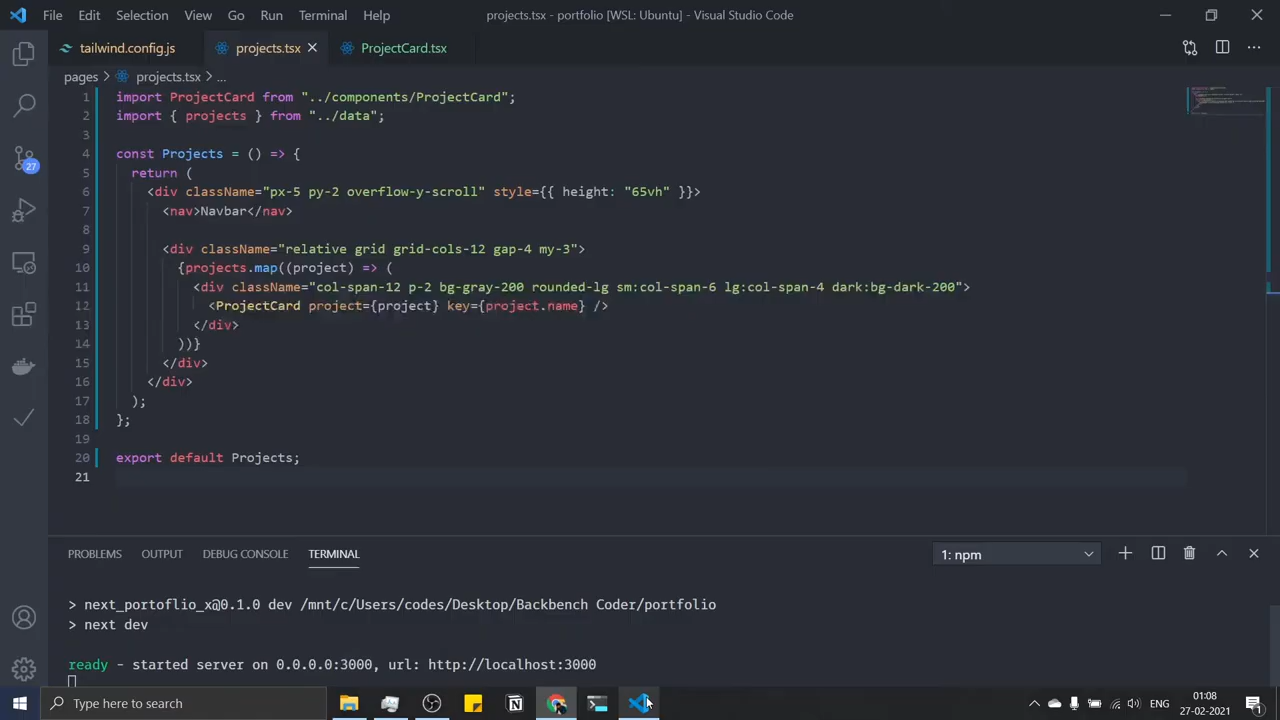 File Edit Selection View Go Run Terminal Help projects.tsx - portfolio [WSL: Ubuntu] - Visual Studio Code
tailwind.config.js projects.tsx ProjectCard.tsx
pages > projects.tsx > ...
1 import ProjectCard from "../components/ProjectCard";
2 import { projects } from "../data";
3
4 const Projects = () => {
5 return (
6 <div className="px-5 py-2 overflow-y-scroll" style={{ height: "65vh" }}>
7 <nav>Navbar</nav>
8
9 <div className="relative grid grid-cols-12 gap-4 my-3">
10 {projects.map((project) => (
11 <div className="col-span-12 p-2 bg-gray-200 rounded-lg sm:col-span-6 lg:col-span-4 dark:bg-dark-200">
12 <ProjectCard project={project} key={project.name} />
13 </div>
14 ))}
15 </div>
16 </div>
17 );
18 };
19
20 export default Projects;
21
27
PROBLEMS OUTPUT DEBUG CONSOLE TERMINAL 1: npm
> next_portoflio_x@0.1.0 dev /mnt/c/Users/codes/Desktop/Backbench Coder/portfolio
> next dev
ready - started server on 0.0.0.0:3000, url: http://localhost:3000
Type here to search
ENG
01:08
27-02-2021